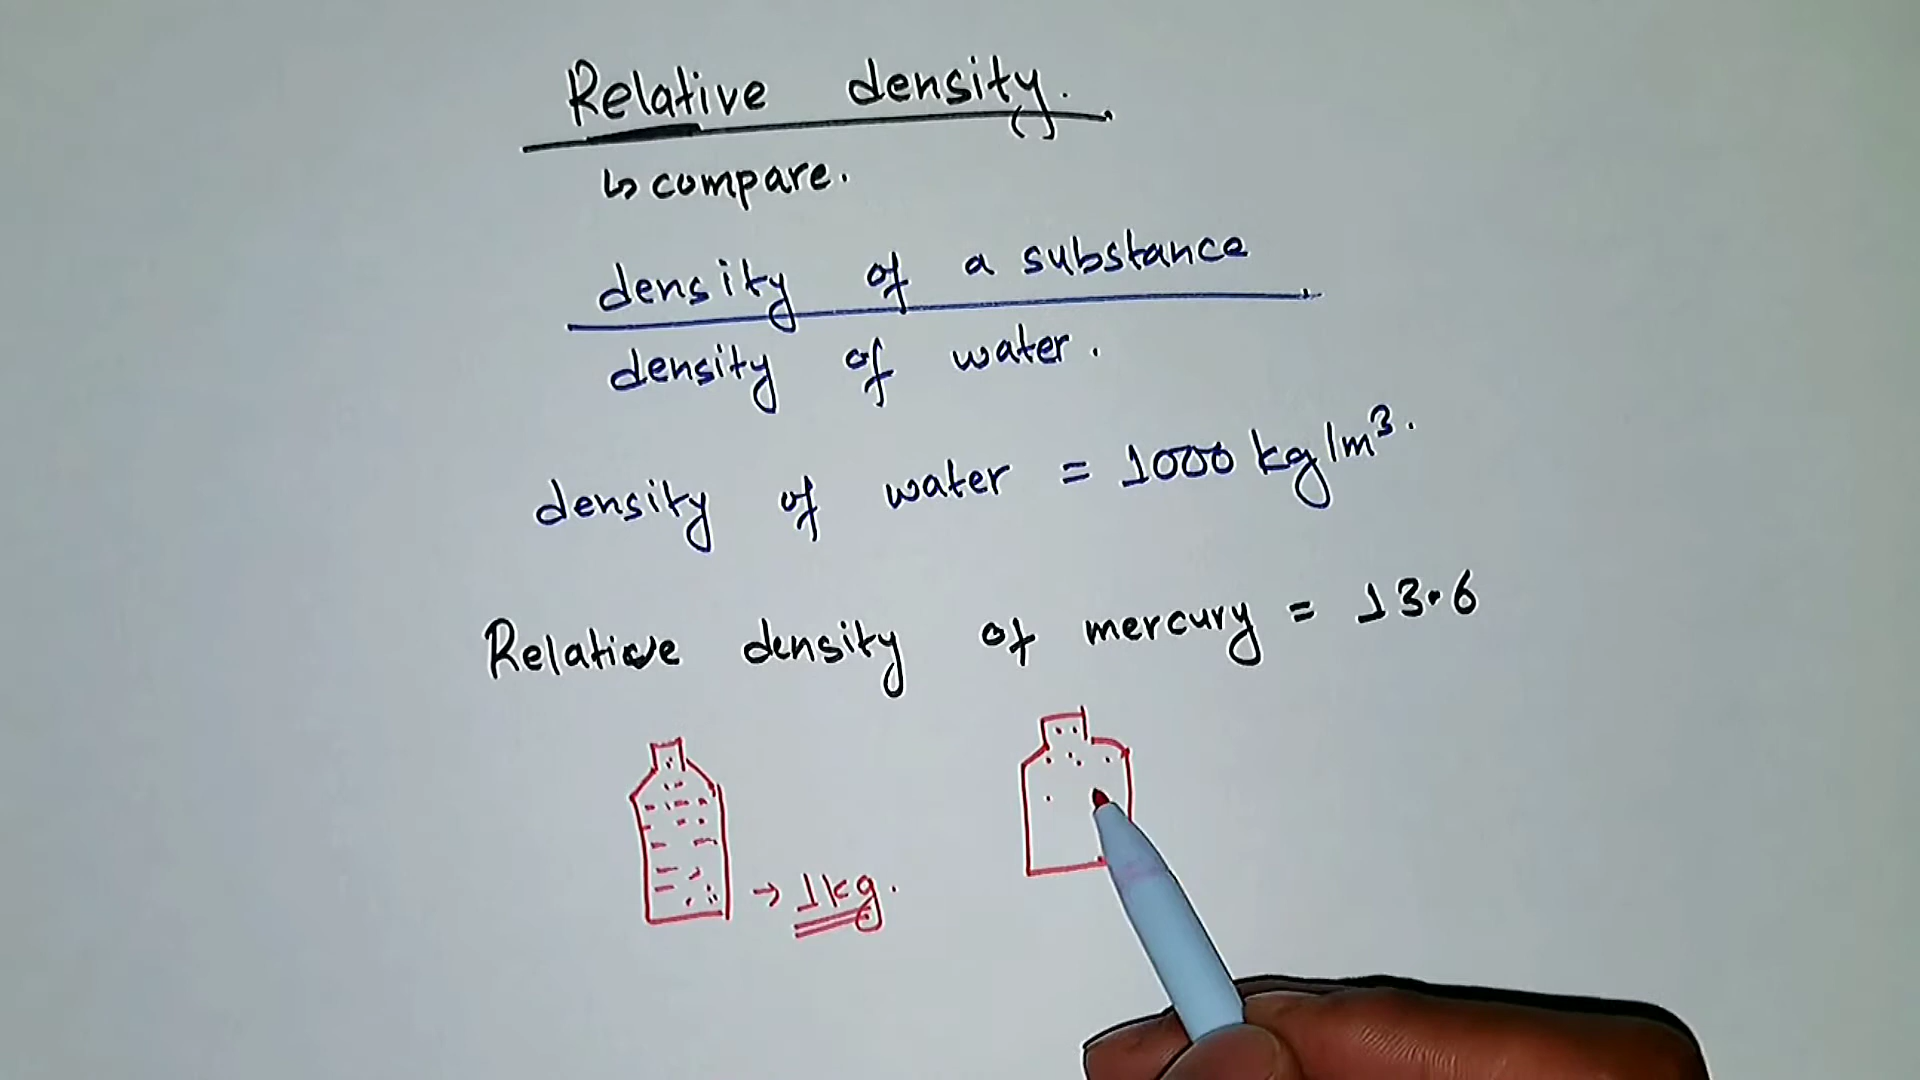 Relative density.
↳ compare.
density of a substance
density of water.
density of water = 1000 kg/m³.
Relative density of mercury = 13.6
→ 1kg.